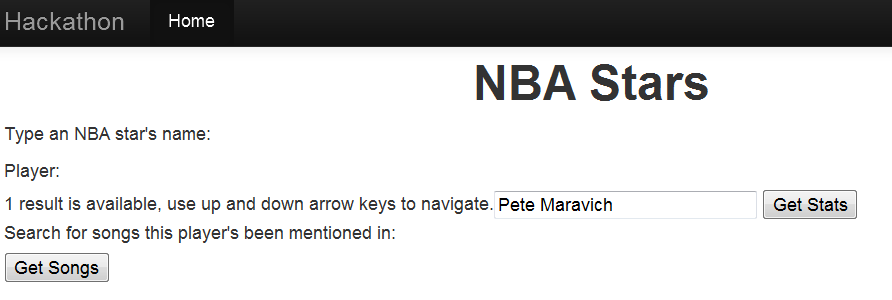 Hackathon Home
NBA Stars
Type an NBA star's name:
Player:
1 result is available, use up and down arrow keys to navigate. Pete Maravich Get Stats
Search for songs this player's been mentioned in:
Get Songs